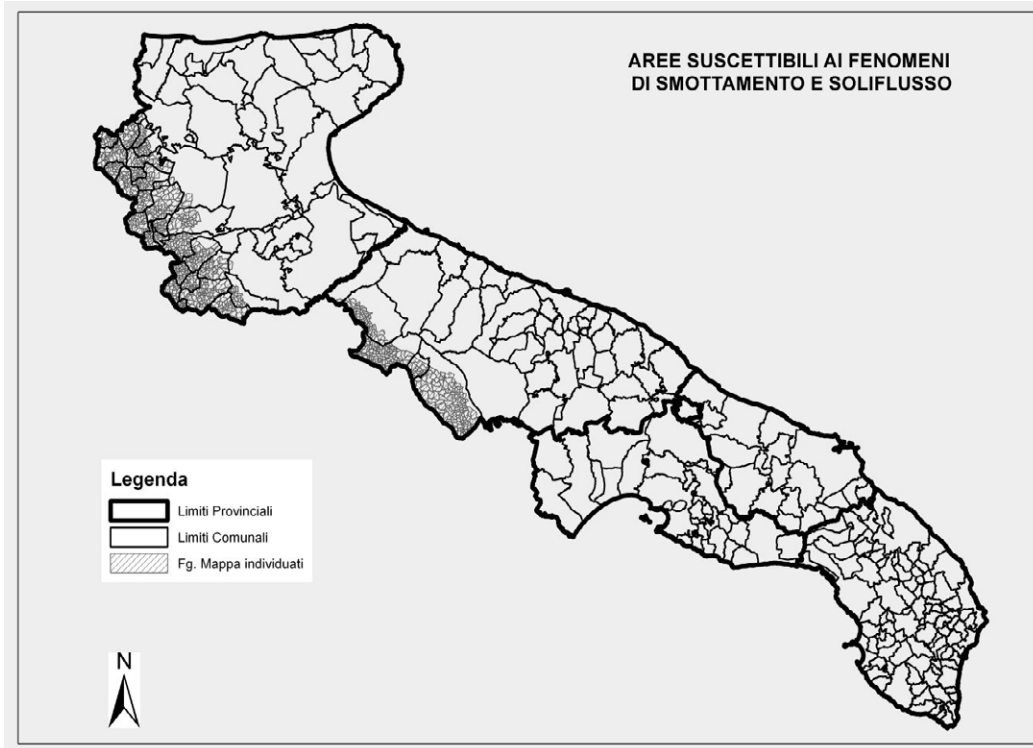 AREE SUSCETTIBILI AI FENOMENI
DI SMOTTAMENTO E SOLIFLUSSO
Legenda
Limiti Provinciali
Limiti Comunali
Fg. Mappa individuati
N